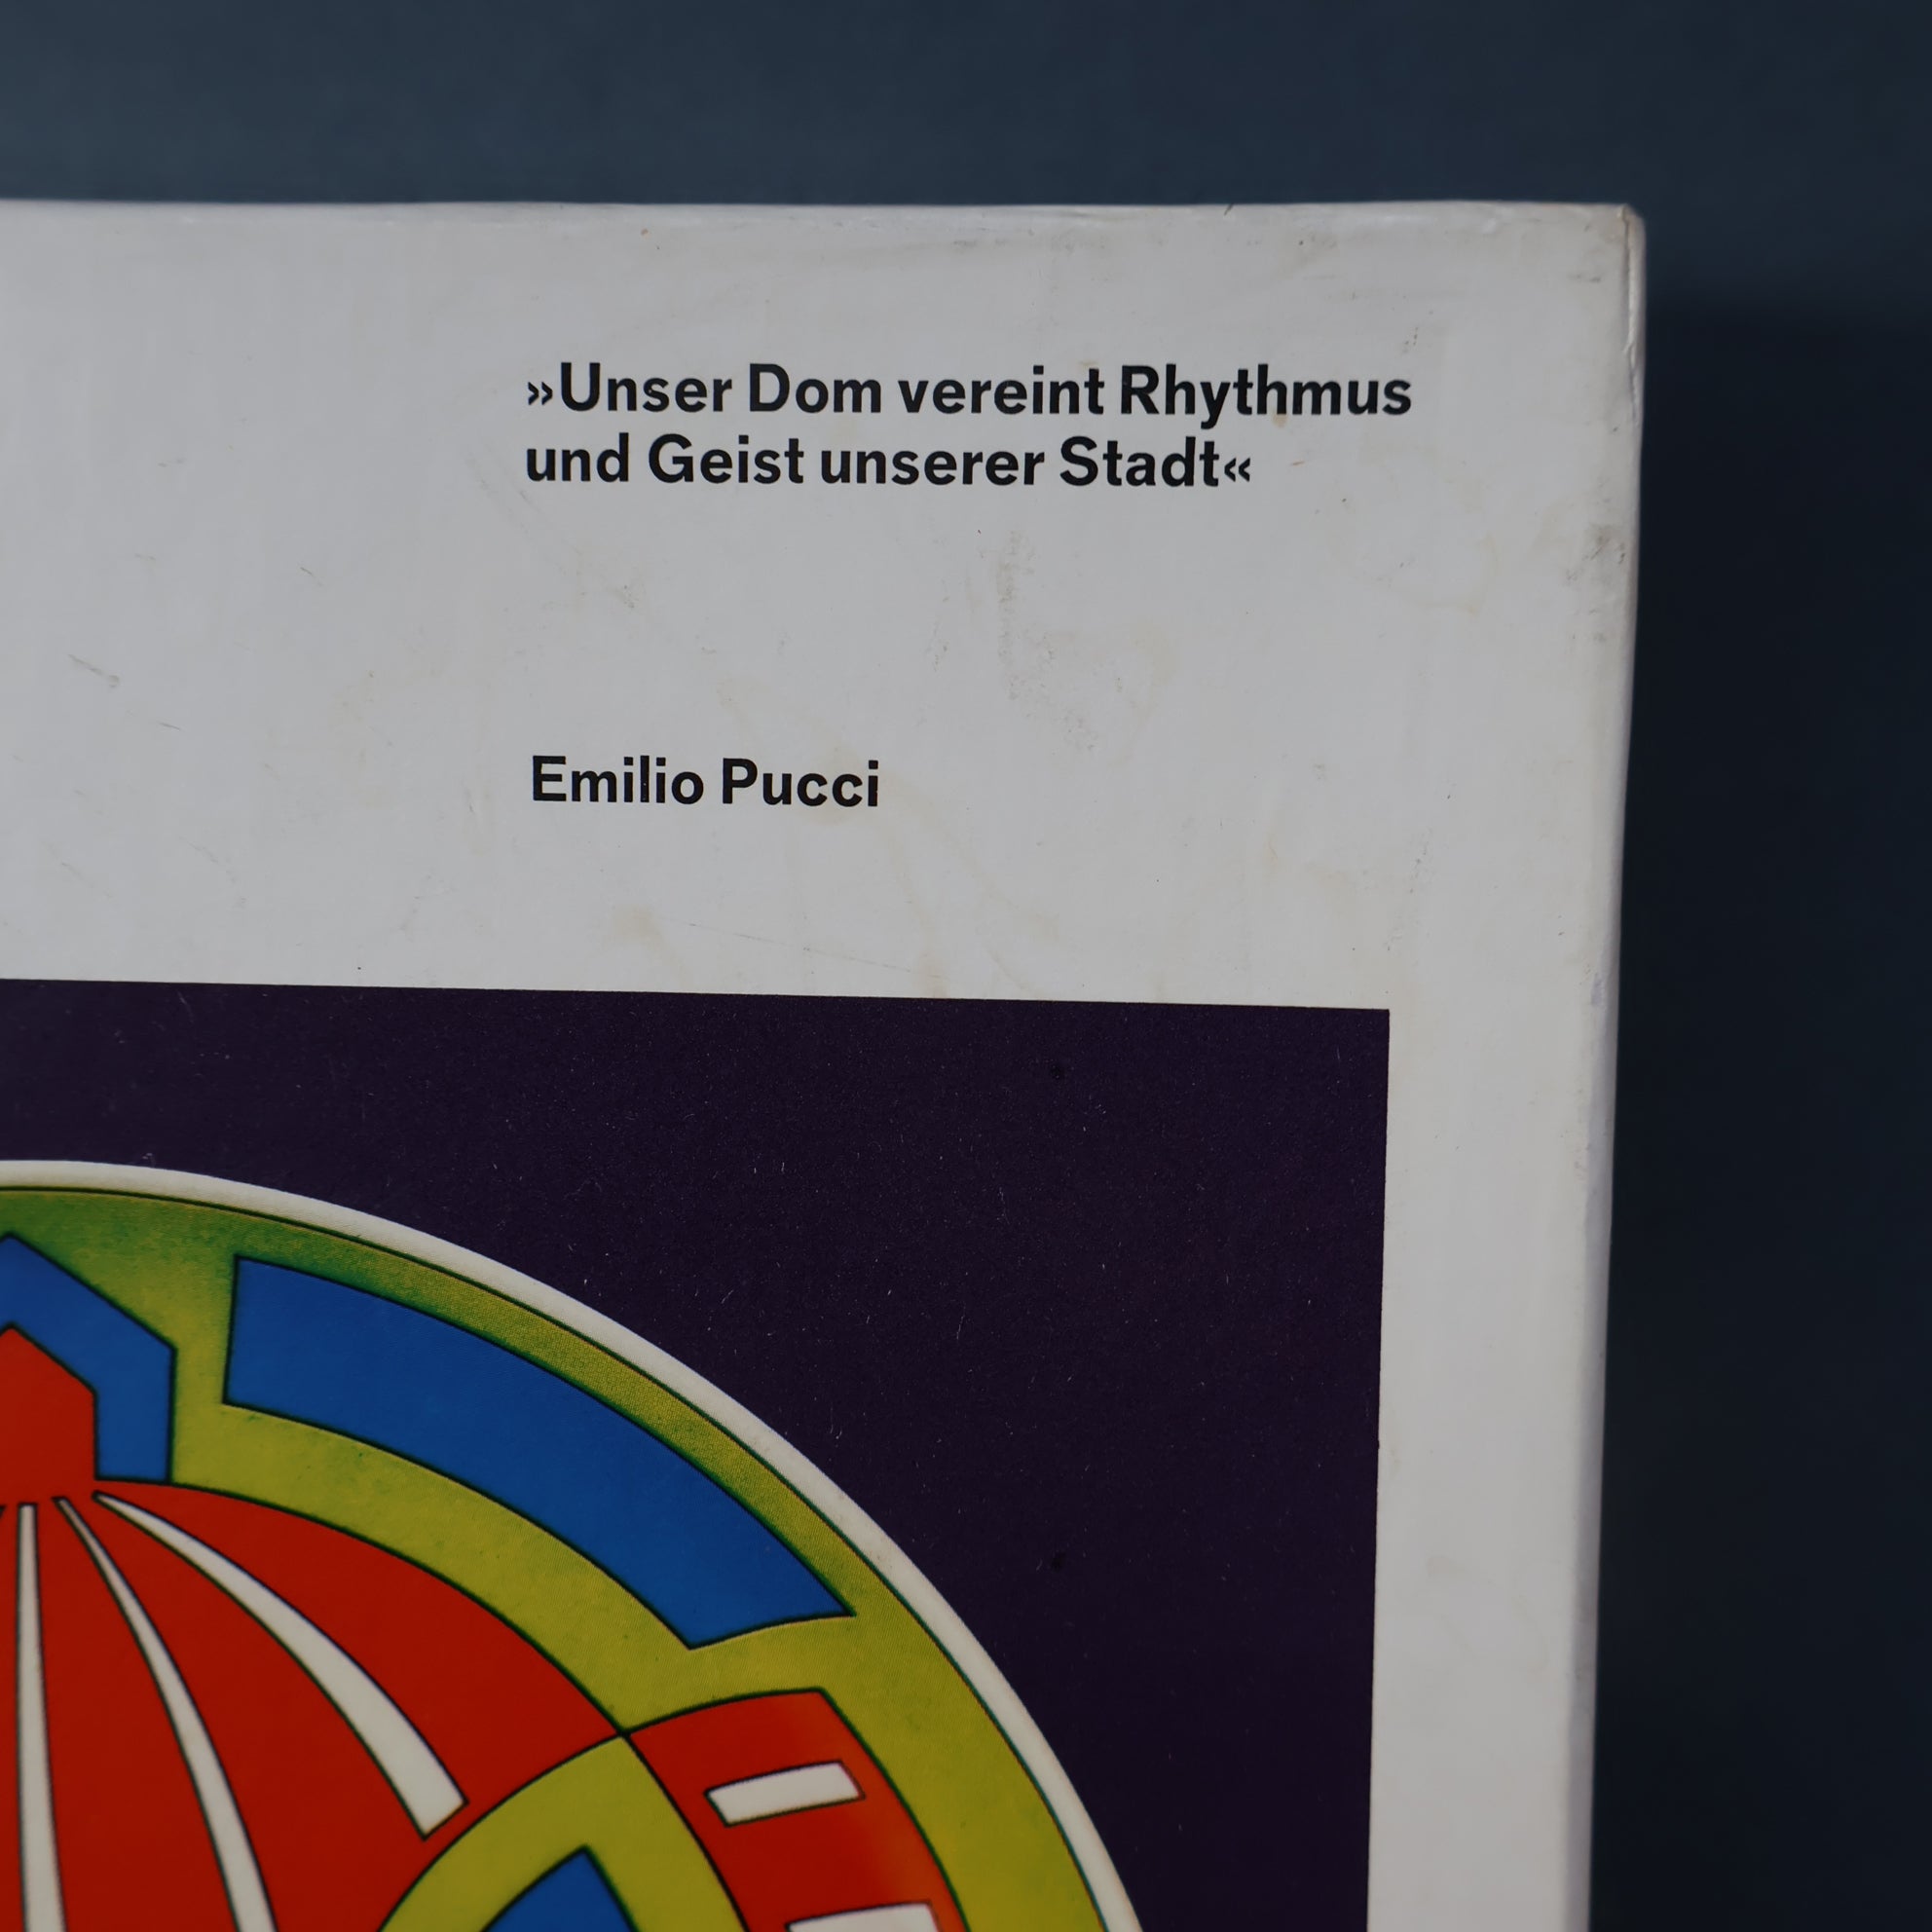 »Unser Dom vereint Rhythmus
und Geist unserer Stadt«
Emilio Pucci